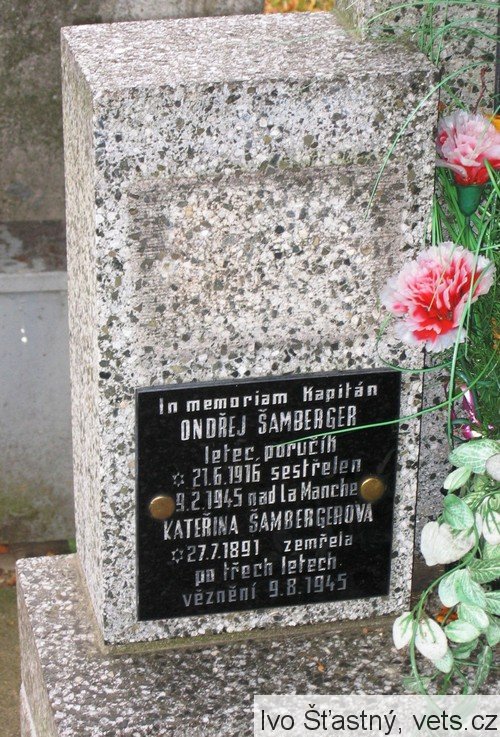 In memoriam Kapitán
ONDŘEJ ŠAMBERGER
letec, poručík
✡ 21.6.1916 sestřelen
9.2.1945 nad La Manche
KATEŘINA ŠAMBERGEROVÁ
✡ 27.7.1891 zemřela
po třech letech
věznění 9.8.1945
Ivo Šťastný, vets.cz